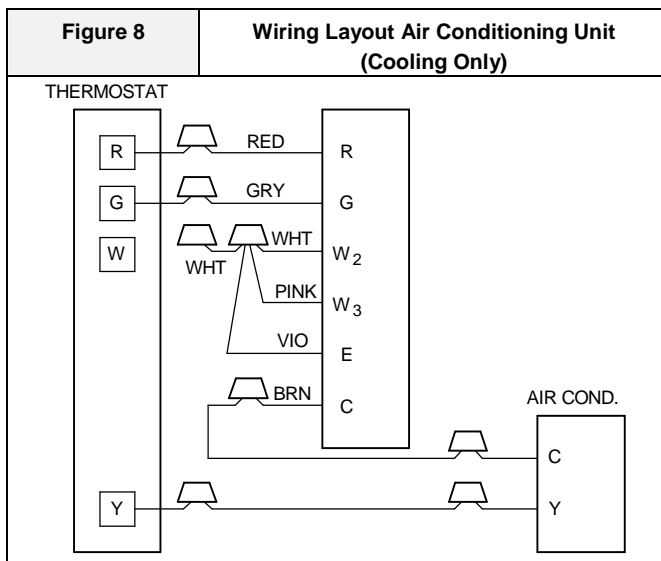 Figure 8
Wiring Layout Air Conditioning Unit
(Cooling Only)
THERMOSTAT
R RED R
G GRY G
W WHT WHT W2
PINK W3
VIO E
BRN C
AIR COND.
C
Y Y